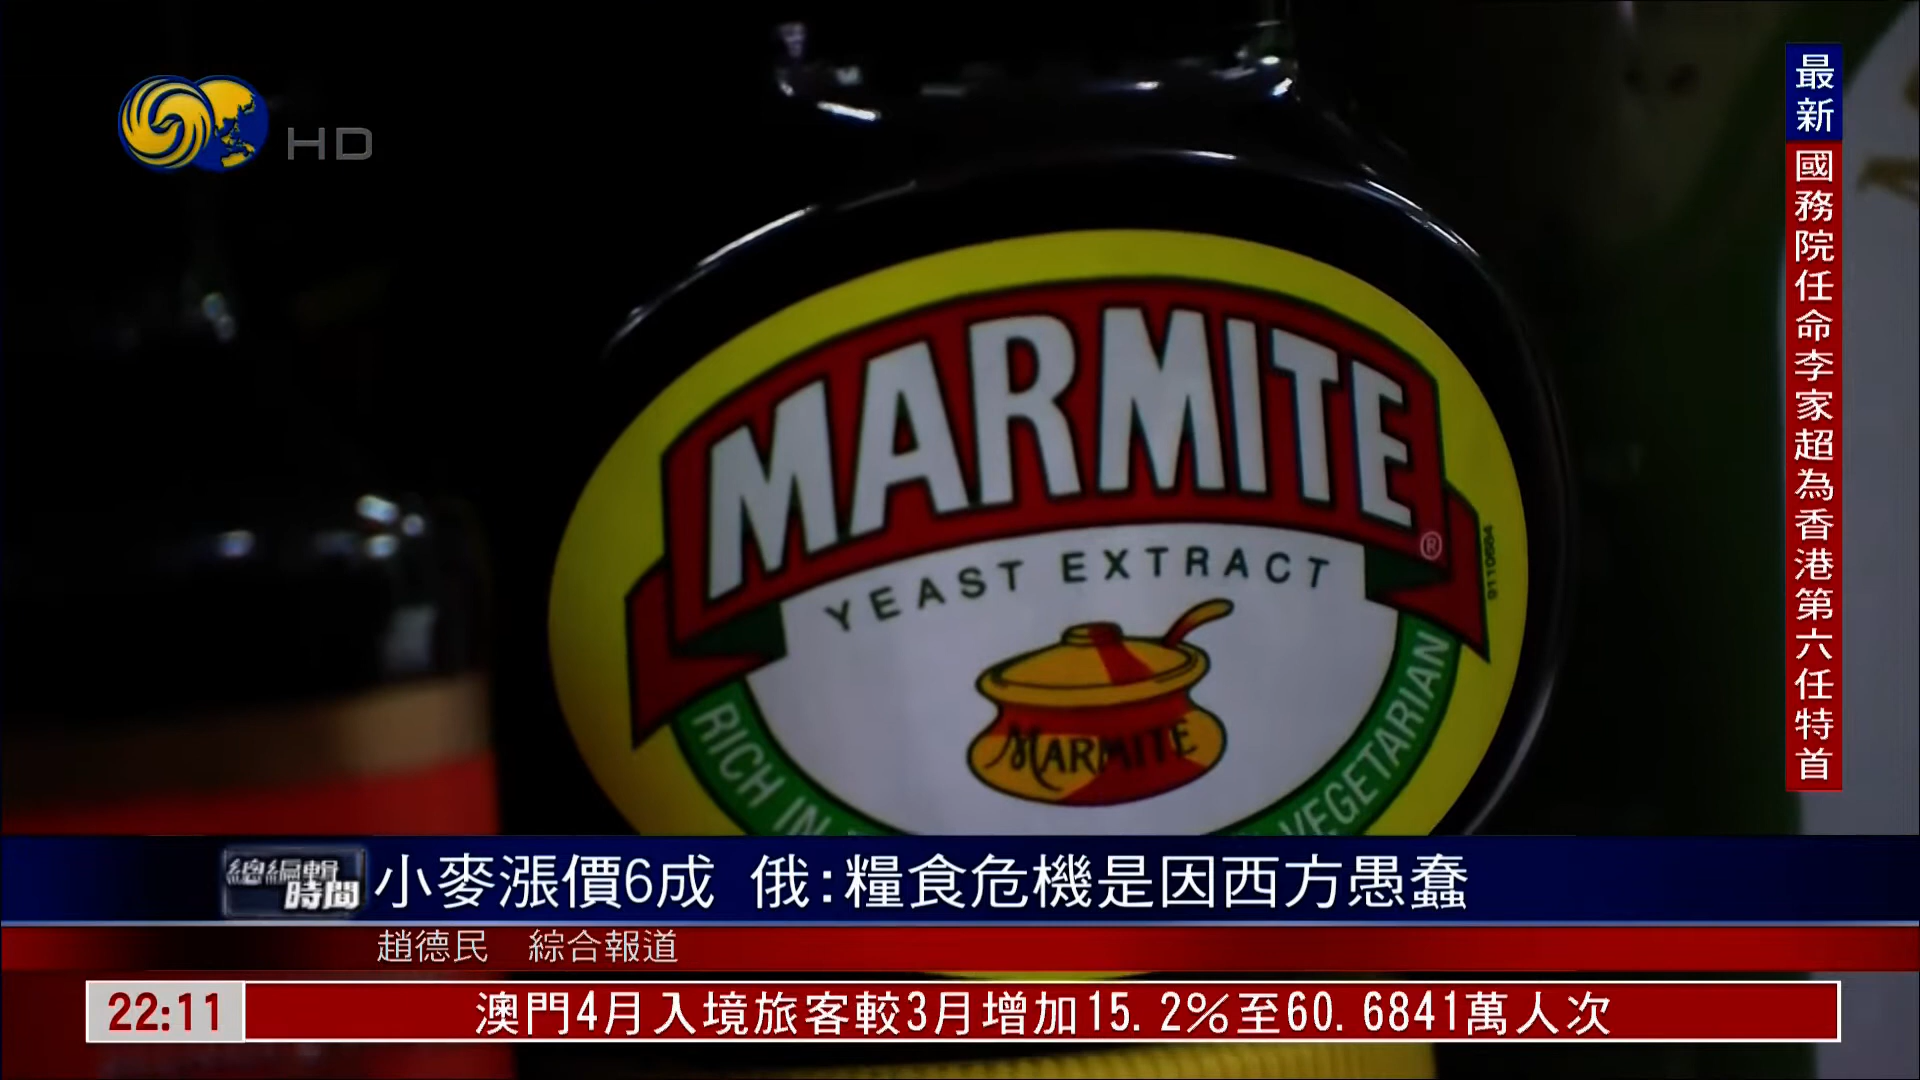 HD
最新
國務院任命李家超為香港第六任特首
MARMITE
®
YEAST EXTRACT
MARMITE
RICH IN
VEGETARIAN
總編輯
時間
小麥漲價6成 俄:糧食危機是因西方愚蠢
趙德民 綜合報道
22:11
澳門4月入境旅客較3月增加15.2%至60.6841萬人次